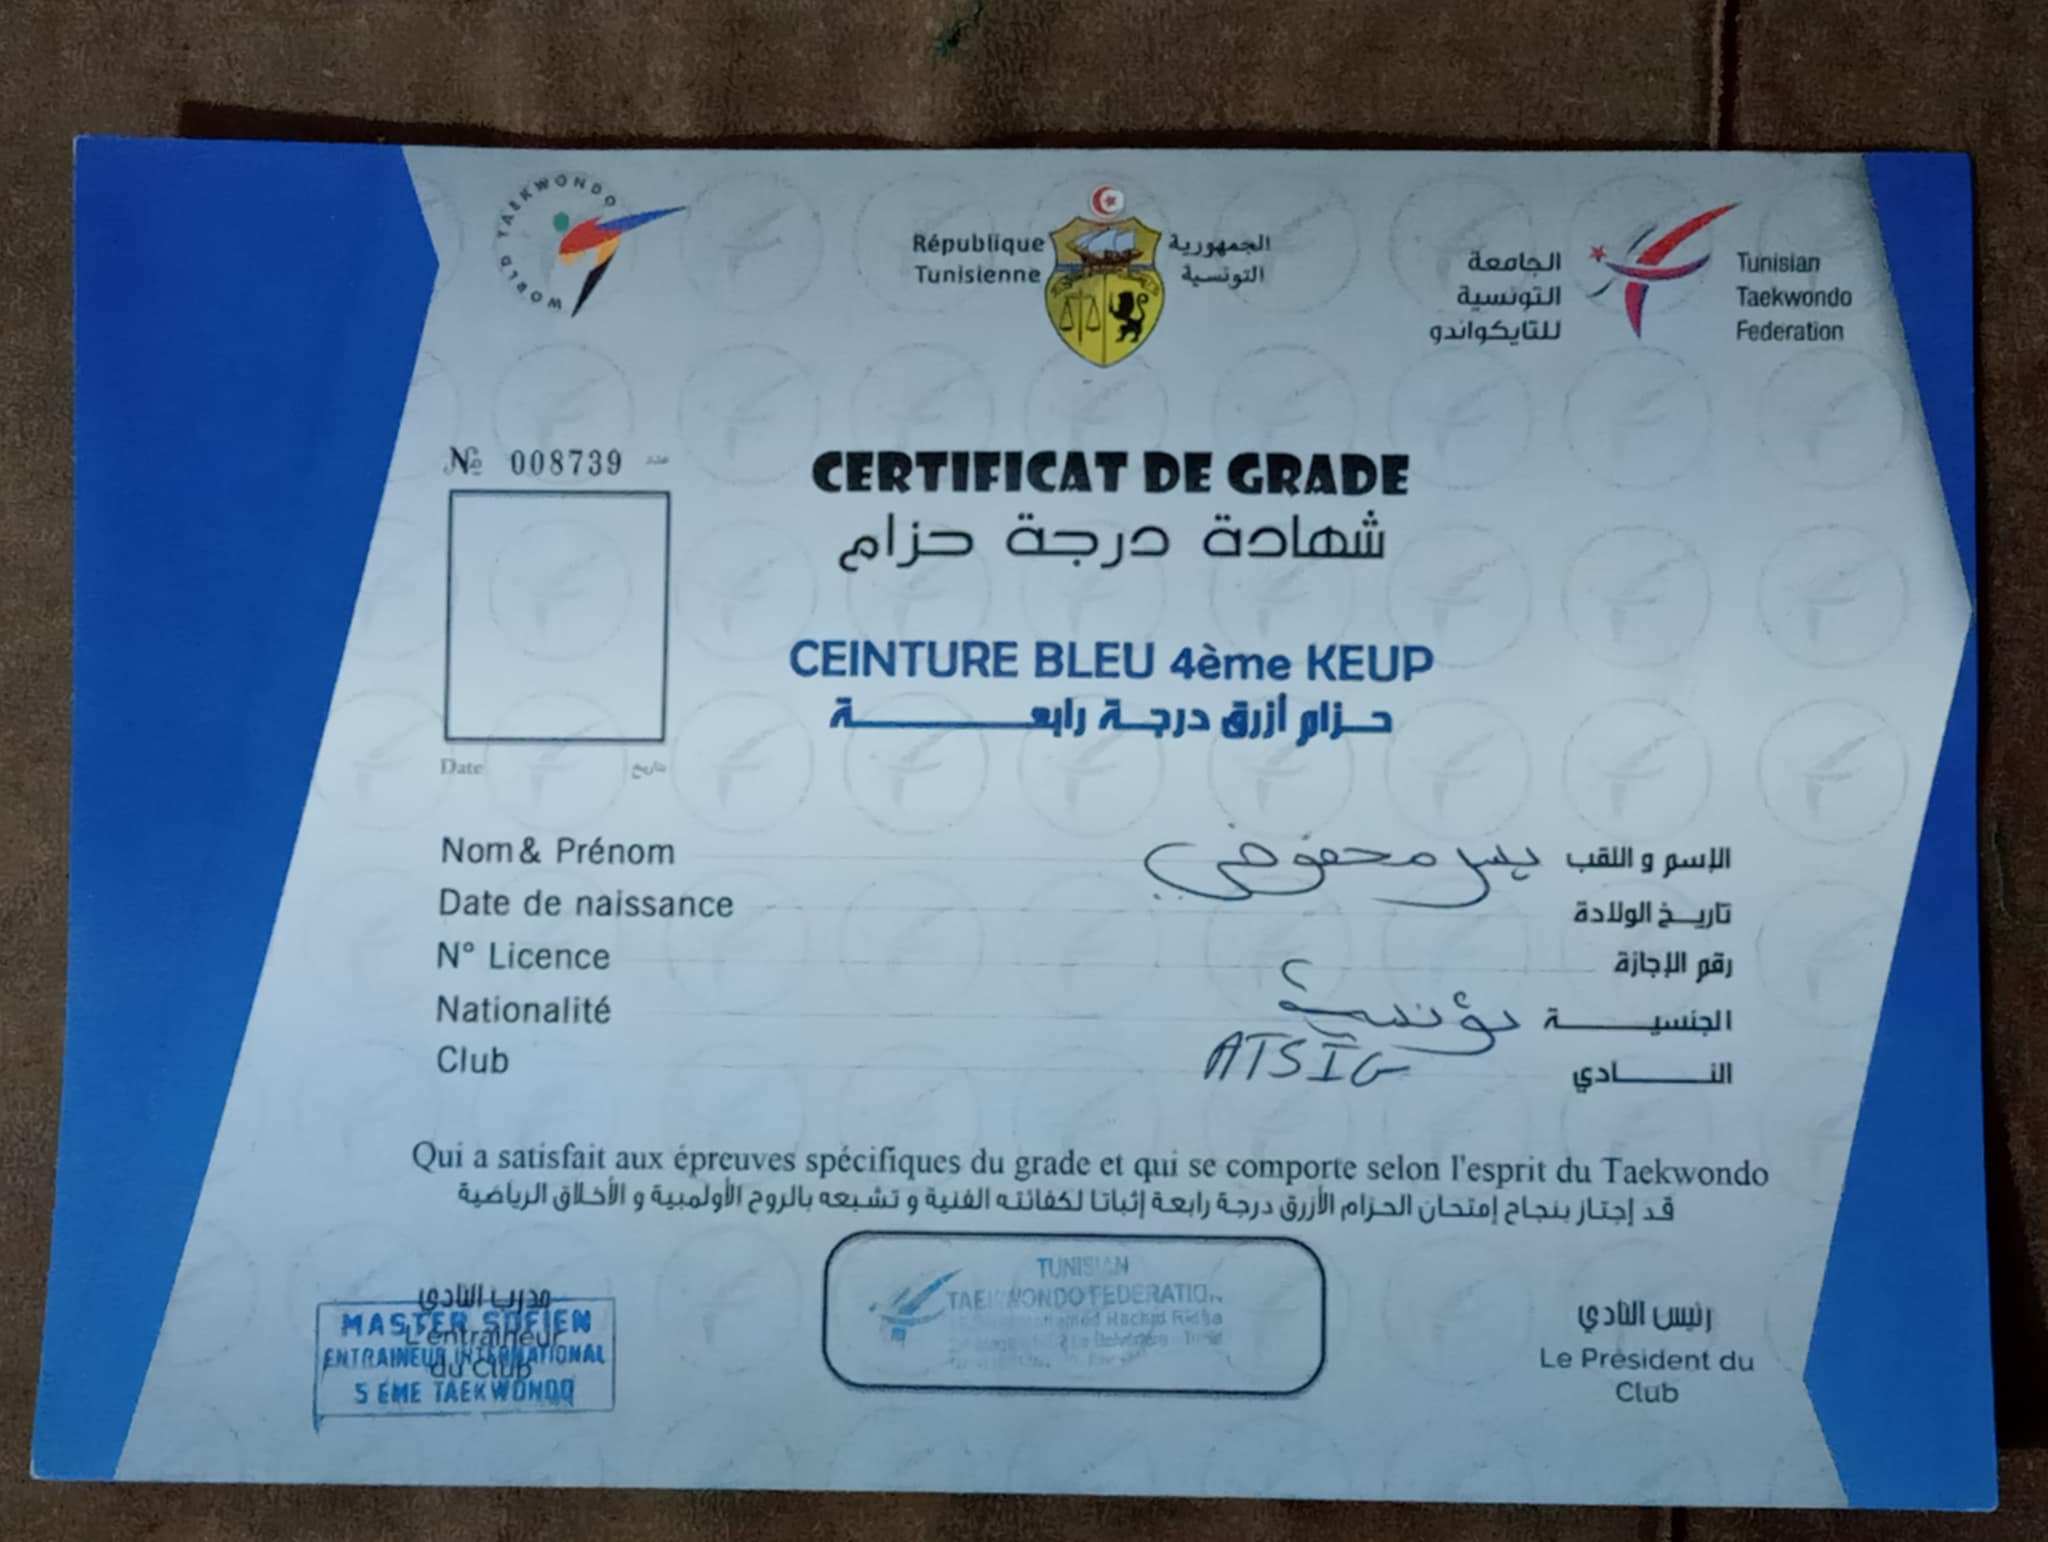 WORLD TAEKWONDO
République Tunisienne
الجمهورية التونسية
الجامعة التونسية للتايكواندو
Tunisian Taekwondo Federation
№ 008739 عدد
CERTIFICAT DE GRADE
شهادة درجة حزام
CEINTURE BLEU 4ème KEUP
حزام أزرق درجة رابعة
Date تاريخ
Nom & Prénom محفوظ الإسم و اللقب
Date de naissance تاريخ الولادة
N° Licence رقم الإجازة
Nationalité تونسية الجنسية
Club ATSIG النادي
Qui a satisfait aux épreuves spécifiques du grade et qui se comporte selon l'esprit du Taekwondo
قد إجتاز بنجاح إمتحان الحزام الأزرق درجة رابعة إثباتا لكفائته الفنية و تشبعه بالروح الأولمبية و الأخلاق الرياضية
مدرب النادي
L'entraineur
du Club
MASTER SOFIEN
ENTRAINEUR INTERNATIONAL
5 EME TAEKWONDO
TUNISIAN
TAEKWONDO FEDERATION
رئيس النادي
Le Président du
Club